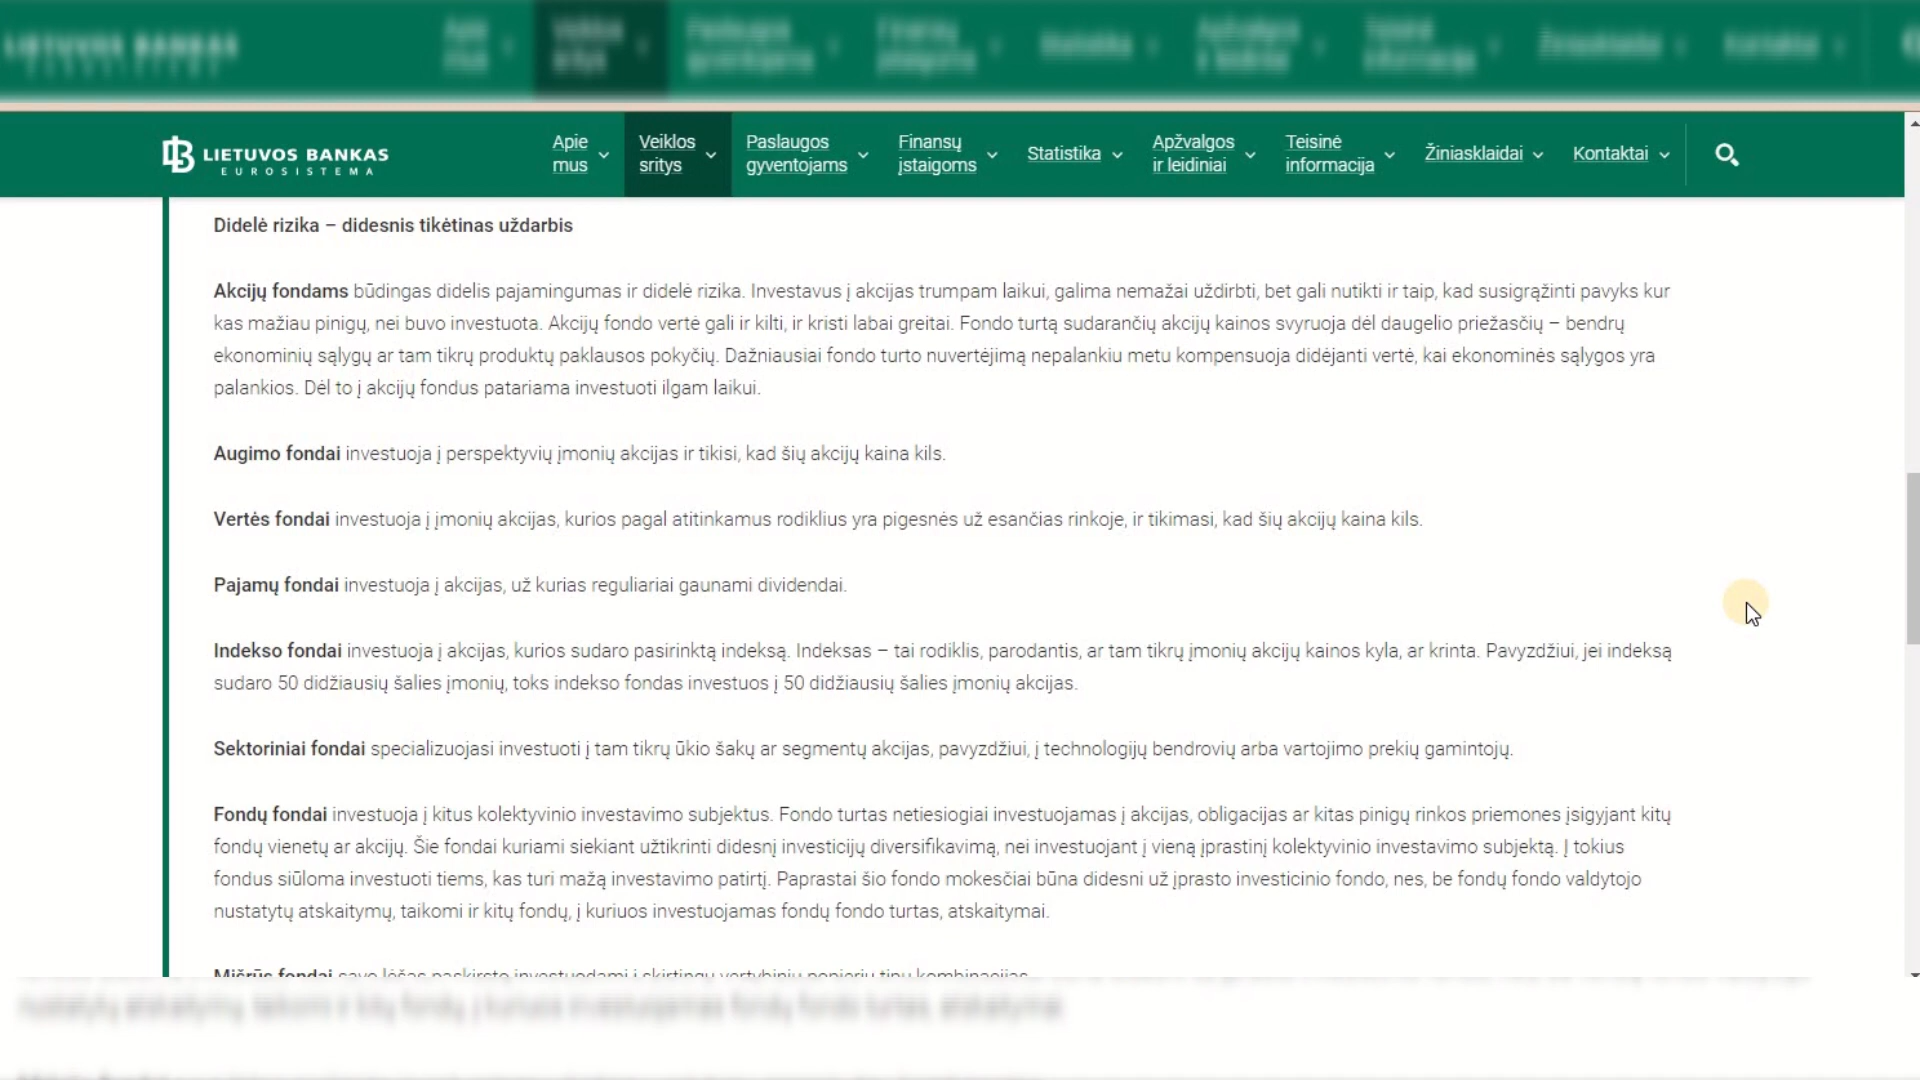 LIETUVOS BANKAS
EUROSISTEMA
Apie mus
Veiklos sritys
Paslaugos gyventojams
Finansų įstaigoms
Statistika
Apžvalgos ir leidiniai
Teisinė informacija
Žiniasklaidai
Kontaktai
Didelė rizika – didesnis tikėtinas uždarbis
Akcijų fondams būdingas didelis pajamingumas ir didelė rizika. Investavus į akcijas trumpam laikui, galima nemažai uždirbti, bet gali nutikti ir taip, kad susigrąžinti pavyks kur
kas mažiau pinigų, nei buvo investuota. Akcijų fondo vertė gali ir kilti, ir kristi labai greitai. Fondo turtą sudarančių akcijų kainos svyruoja dėl daugelio priežasčių – bendrų
ekonominių sąlygų ar tam tikrų produktų paklausos pokyčių. Dažniausiai fondo turto nuvertėjimą nepalankiu metu kompensuoja didėjanti vertė, kai ekonominės sąlygos yra
palankios. Dėl to į akcijų fondus patariama investuoti ilgam laikui.
Augimo fondai investuoja į perspektyvių įmonių akcijas ir tikisi, kad šių akcijų kaina kils.
Vertės fondai investuoja į įmonių akcijas, kurios pagal atitinkamus rodiklius yra pigesnės už esančias rinkoje, ir tikimasi, kad šių akcijų kaina kils.
Pajamų fondai investuoja į akcijas, už kurias reguliariai gaunami dividendai.
Indekso fondai investuoja į akcijas, kurios sudaro pasirinktą indeksą. Indeksas – tai rodiklis, parodantis, ar tam tikrų įmonių akcijų kainos kyla, ar krinta. Pavyzdžiui, jei indeksą
sudaro 50 didžiausių šalies įmonių, toks indekso fondas investuos į 50 didžiausių šalies įmonių akcijas.
Sektoriniai fondai specializuojasi investuoti į tam tikrų ūkio šakų ar segmentų akcijas, pavyzdžiui, į technologijų bendrovių arba vartojimo prekių gamintojų.
Fondų fondai investuoja į kitus kolektyvinio investavimo subjektus. Fondo turtas netiesiogiai investuojamas į akcijas, obligacijas ar kitas pinigų rinkos priemones įsigyjant kitų
fondų vienetų ar akcijų. Šie fondai kuriami siekiant užtikrinti didesnį investicijų diversifikavimą, nei investuojant į vieną įprastinį kolektyvinio investavimo subjektą. Į tokius
fondus siūloma investuoti tiems, kas turi mažą investavimo patirtį. Paprastai šio fondo mokesčiai būna didesni už įprasto investicinio fondo, nes, be fondų fondo valdytojo
nustatytų atskaitymų, taikomi ir kitų fondų, į kuriuos investuojamas fondų fondo turtas, atskaitymai.
Mišrūs fondai savo lėšas paskirsto investuodami į skirtingų vertybinių popierių tipų kombinacijas.